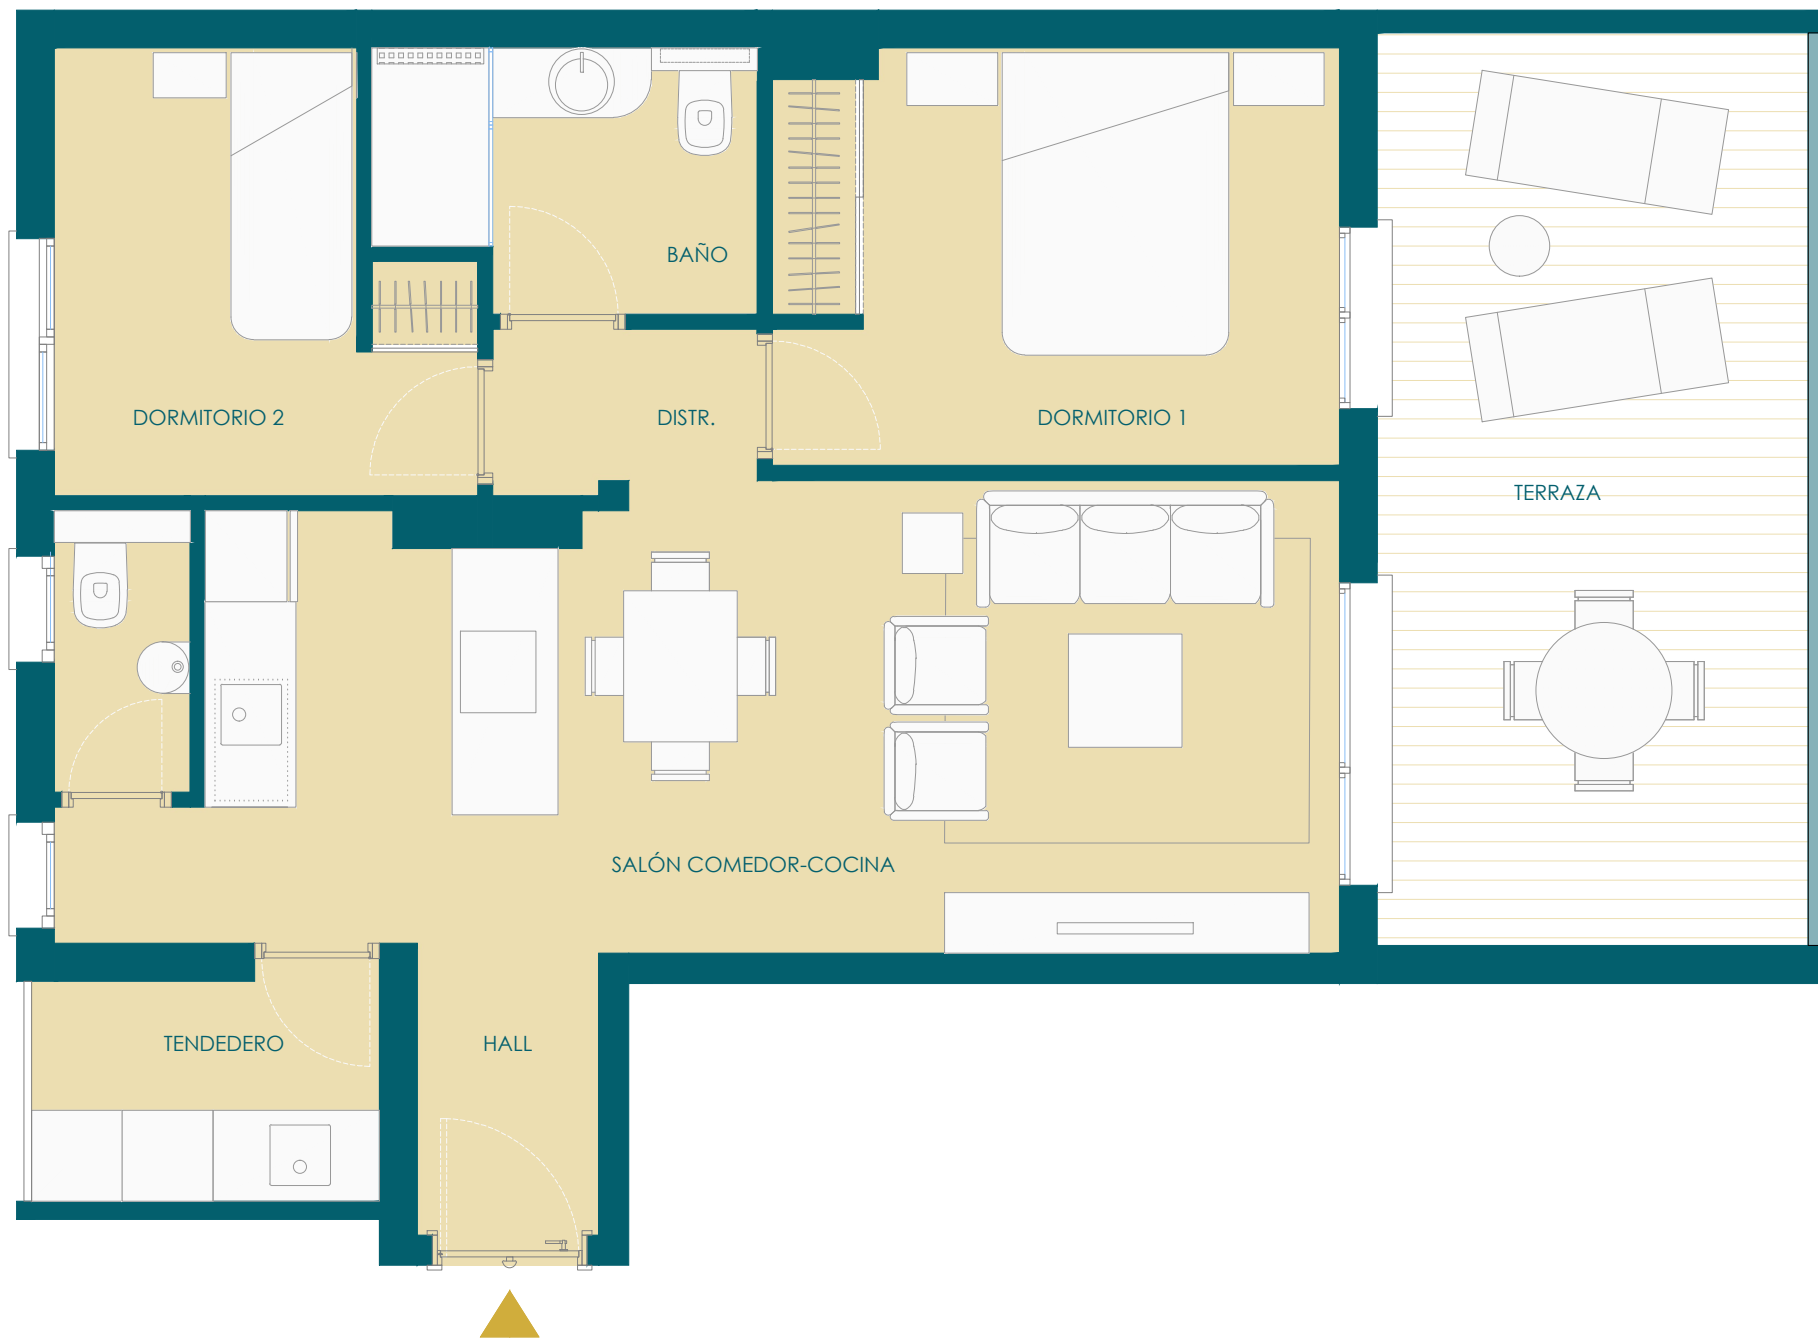 BAÑO
DORMITORIO 2
DISTR.
DORMITORIO 1
TERRAZA
SALÓN COMEDOR-COCINA
TENDEDERO
HALL